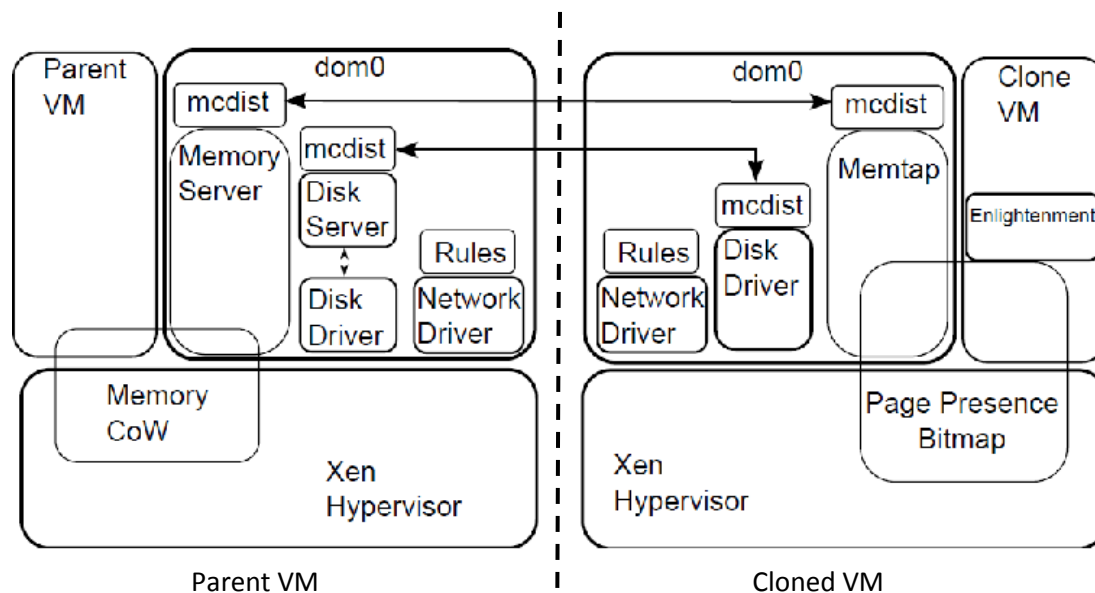 Parent
VM
dom0
mcdist
Memory
Server
mcdist
Disk
Server
Disk
Driver
Rules
Network
Driver
Memory
CoW
Xen
Hypervisor
Parent VM
dom0
mcdist
Memtap
mcdist
Disk
Driver
Rules
Network
Driver
Clone
VM
Enlightenment
Page Presence
Bitmap
Xen
Hypervisor
Cloned VM